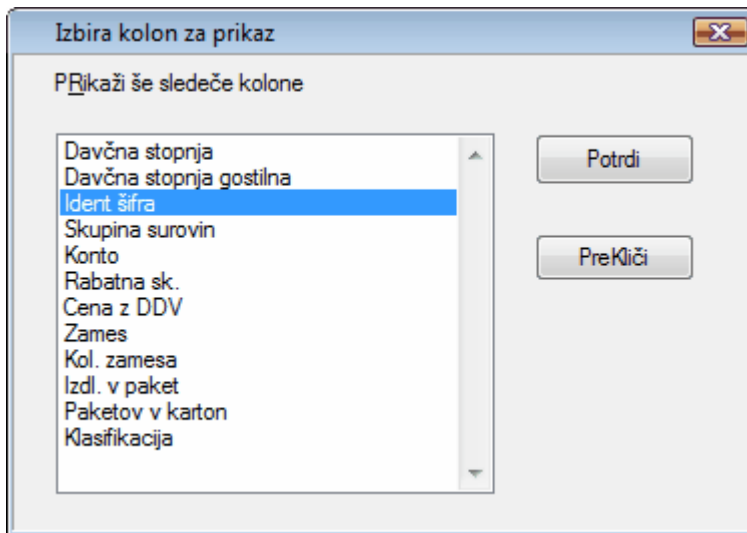 Izbira kolon za prikaz
PRikaži še sledeče kolone
Davčna stopnja
Davčna stopnja gostilna
Ident šifra
Skupina surovin
Konto
Rabatna sk.
Cena z DDV
Zames
Kol. zamesa
Izdl. v paket
Paketov v karton
Klasifikacija
Potrdi
PreKliči